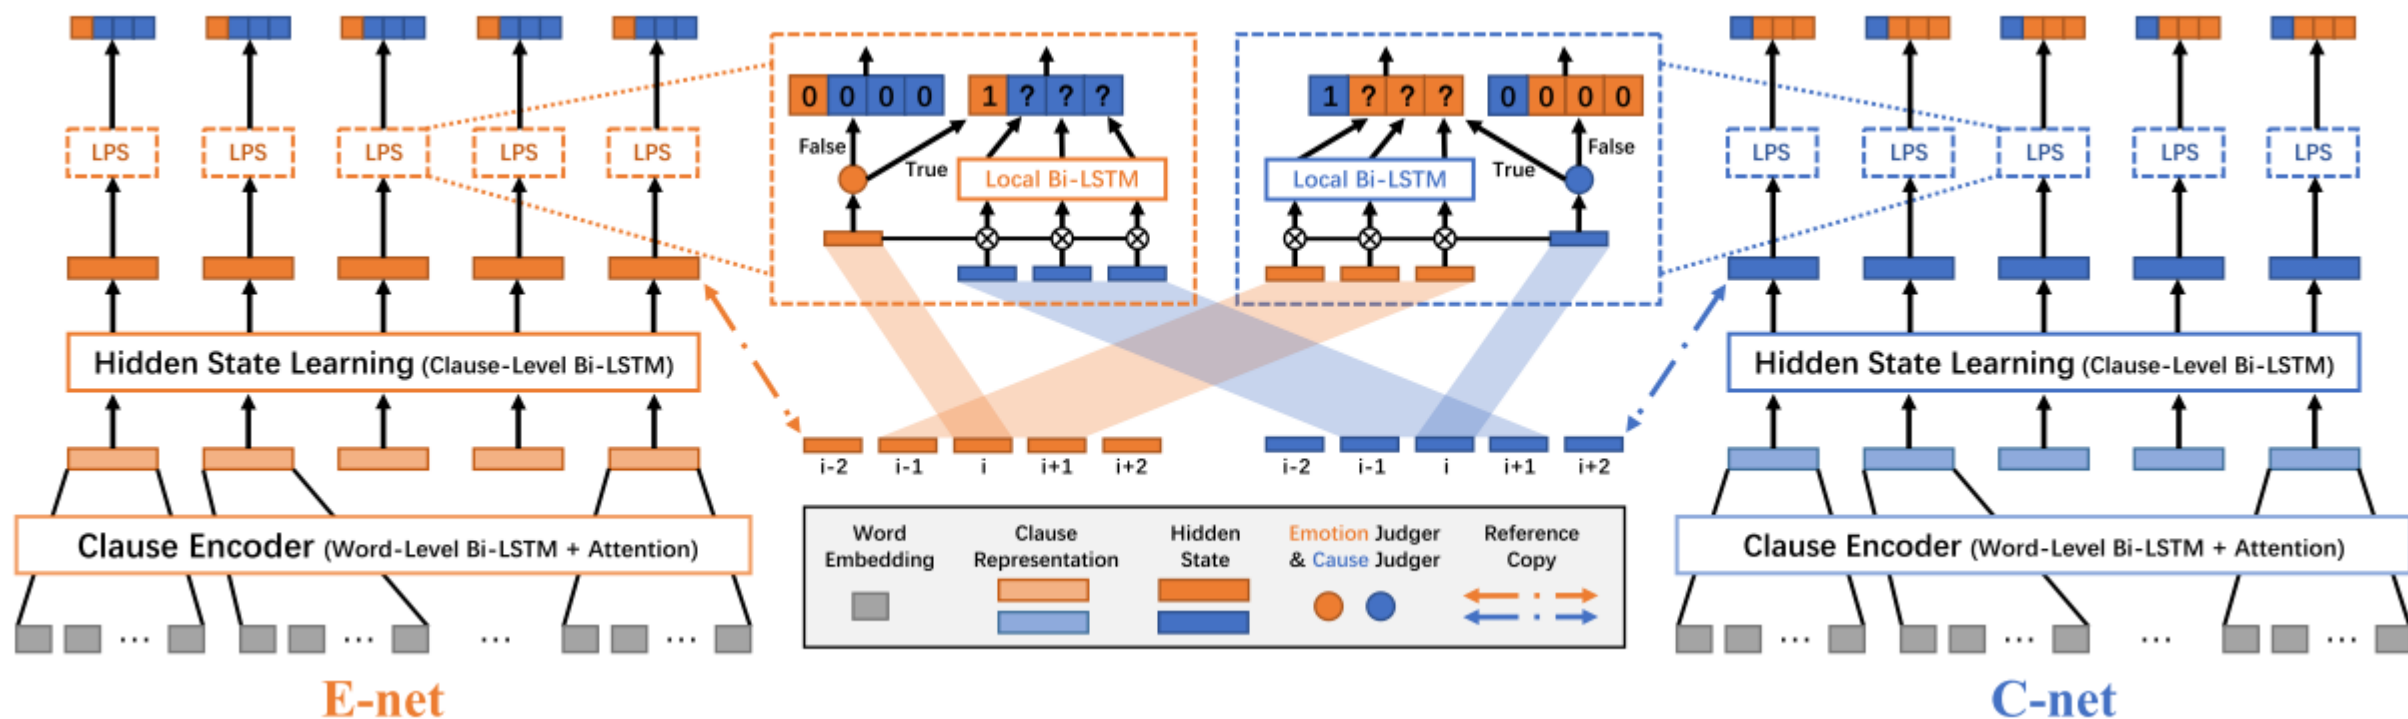 LPS LPS LPS LPS LPS
Hidden State Learning (Clause-Level Bi-LSTM)
Clause Encoder (Word-Level Bi-LSTM + Attention)
... ... ... ...
E-net
0 0 0 0
1 ? ? ?
False
True
Local Bi-LSTM
1 ? ? ?
0 0 0 0
False
True
Local Bi-LSTM
i-2 i-1 i i+1 i+2
i-2 i-1 i i+1 i+2
Word
Embedding
Clause
Representation
Hidden
State
Emotion Judger
& Cause Judger
Reference
Copy
LPS LPS LPS LPS LPS
Hidden State Learning (Clause-Level Bi-LSTM)
Clause Encoder (Word-Level Bi-LSTM + Attention)
... ... ... ...
C-net